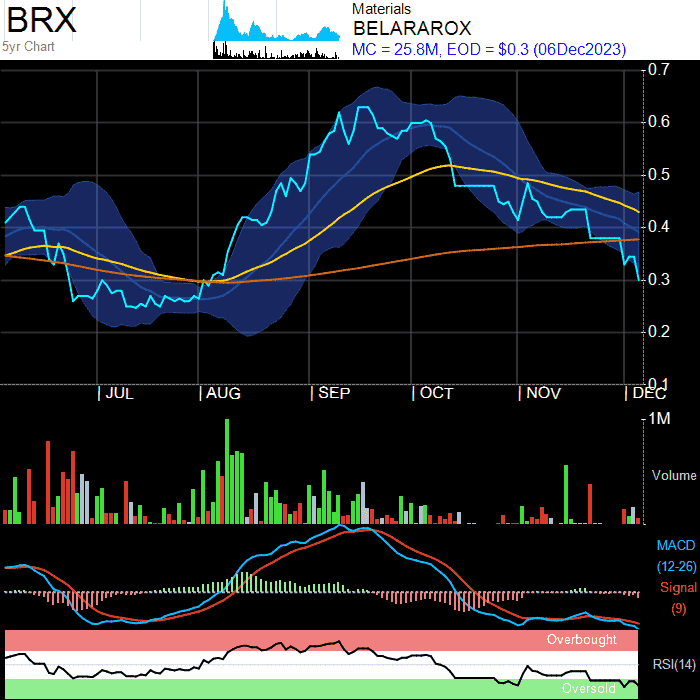 BRX
5yr Chart
Materials
BELARAROX
MC = 25.8M, EOD = $0.3 (06Dec2023)
0.7
0.6
0.5
0.4
0.3
0.2
0.1
| JUL | AUG | SEP | OCT | NOV | DEC
1M
Volume
MACD
(12-26)
Signal
(9)
Overbought
RSI(14)
Oversold